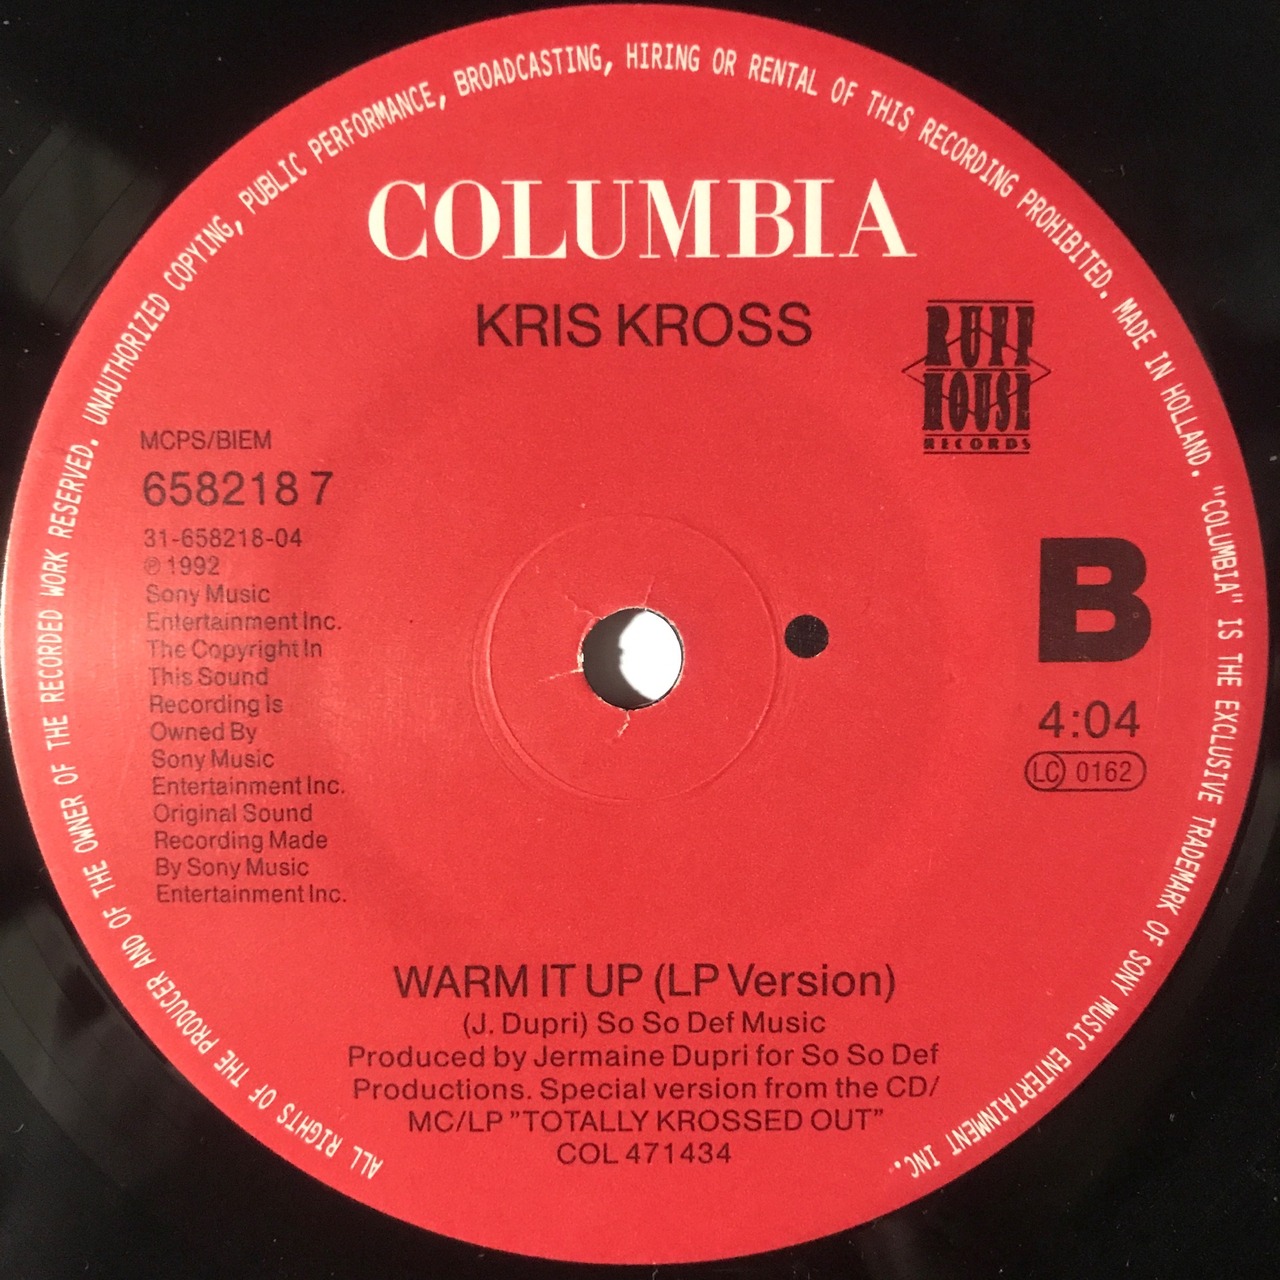 ALL RIGHTS OF THE PRODUCER AND OF THE OWNER OF THE RECORDED WORK RESERVED. UNAUTHORIZED COPYING, PUBLIC PERFORMANCE, BROADCASTING, HIRING OR RENTAL OF THIS RECORDING PROHIBITED. MADE IN HOLLAND. "COLUMBIA" IS THE EXCLUSIVE TRADEMARK OF SONY MUSIC ENTERTAINMENT INC.
COLUMBIA
KRIS KROSS
RUFF
HOUSE
RECORDS
MCPS/BIEM
658218 7
31-658218-04
℗ 1992
Sony Music
Entertainment Inc.
The Copyright In
This Sound
Recording Is
Owned By
Sony Music
Entertainment Inc.
Original Sound
Recording Made
By Sony Music
Entertainment Inc.
B
4:04
LC 0162
WARM IT UP (LP Version)
(J. Dupri) So So Def Music
Produced by Jermaine Dupri for So So Def
Productions. Special version from the CD/
MC/LP "TOTALLY KROSSED OUT"
COL 471434